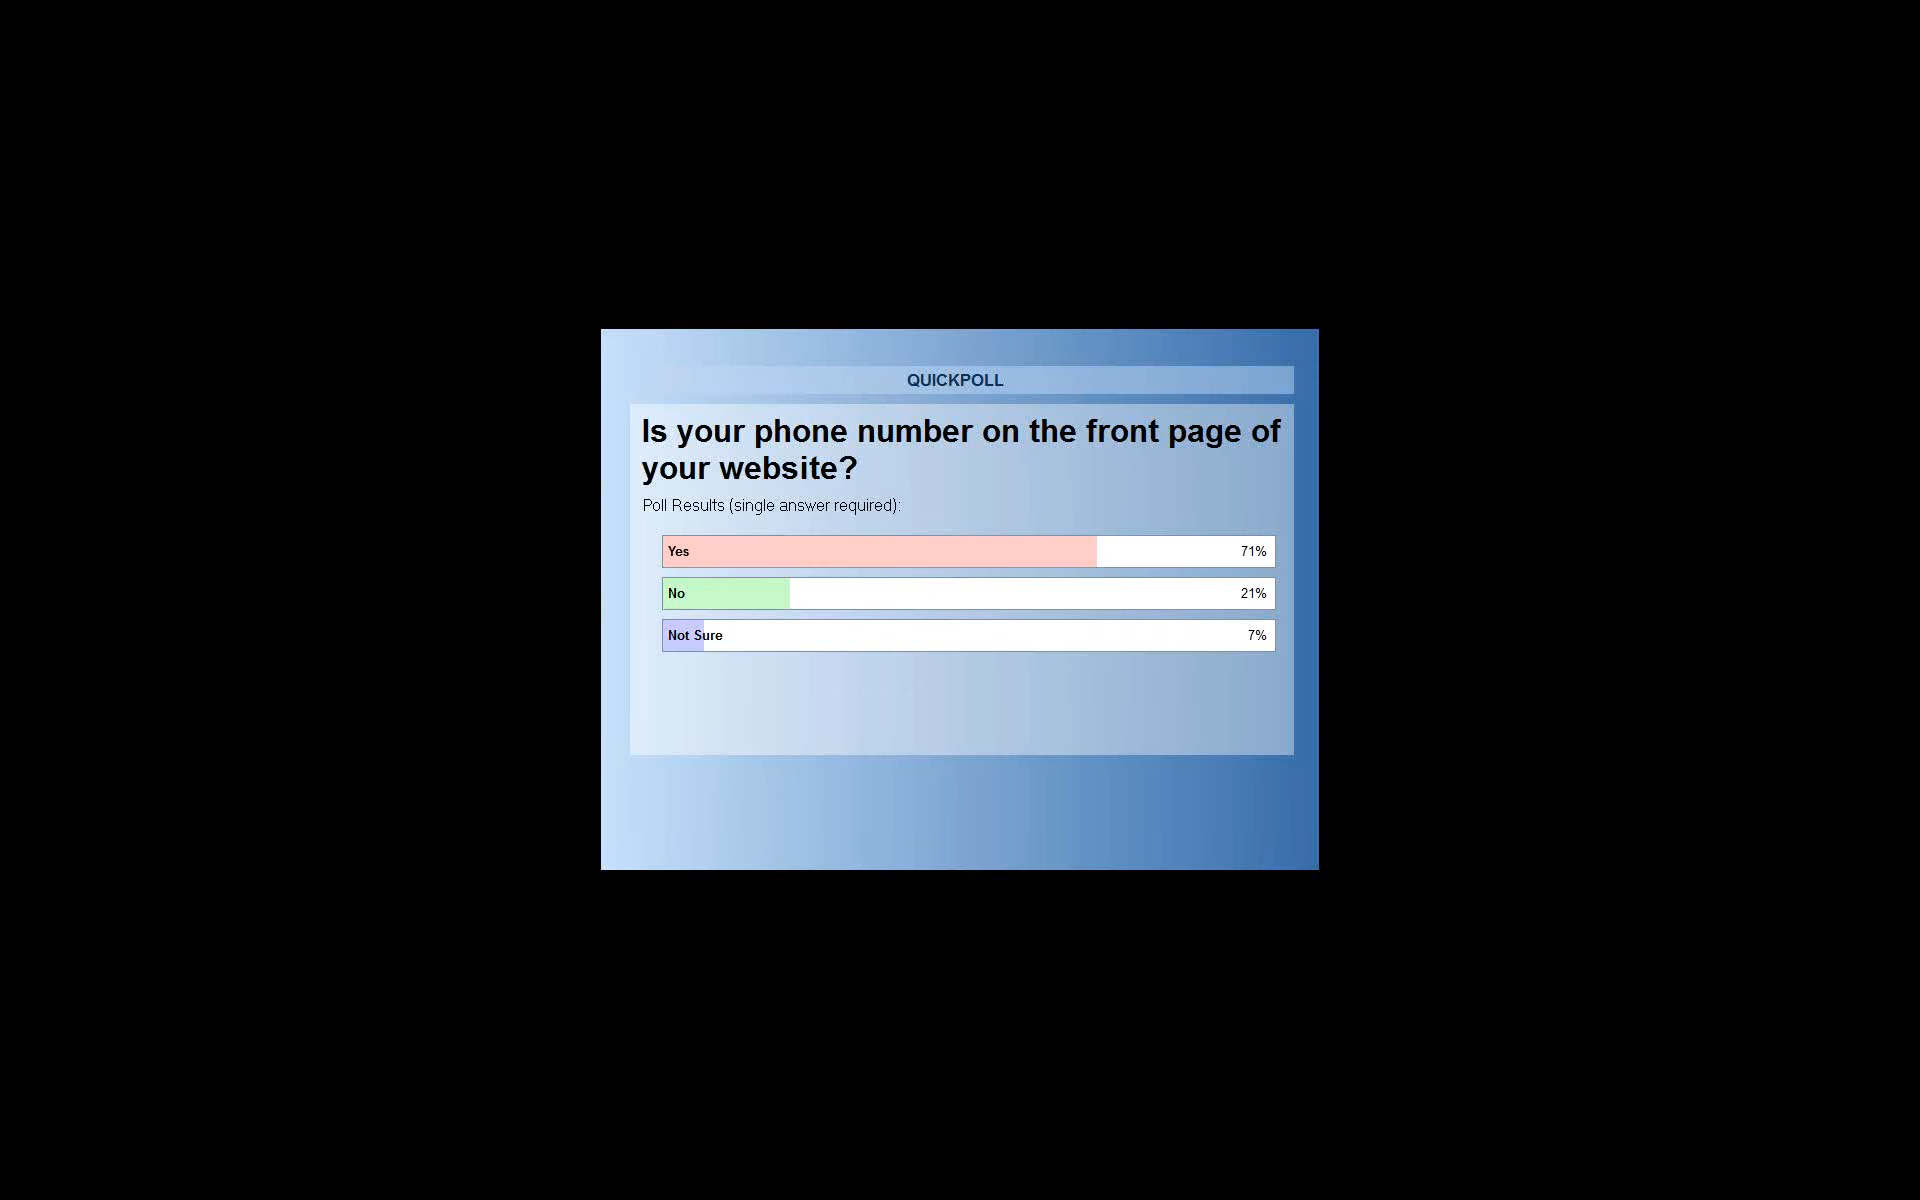 QUICKPOLL
Is your phone number on the front page of
your website?
Poll Results (single answer required):
Yes 71%
No 21%
Not Sure 7%